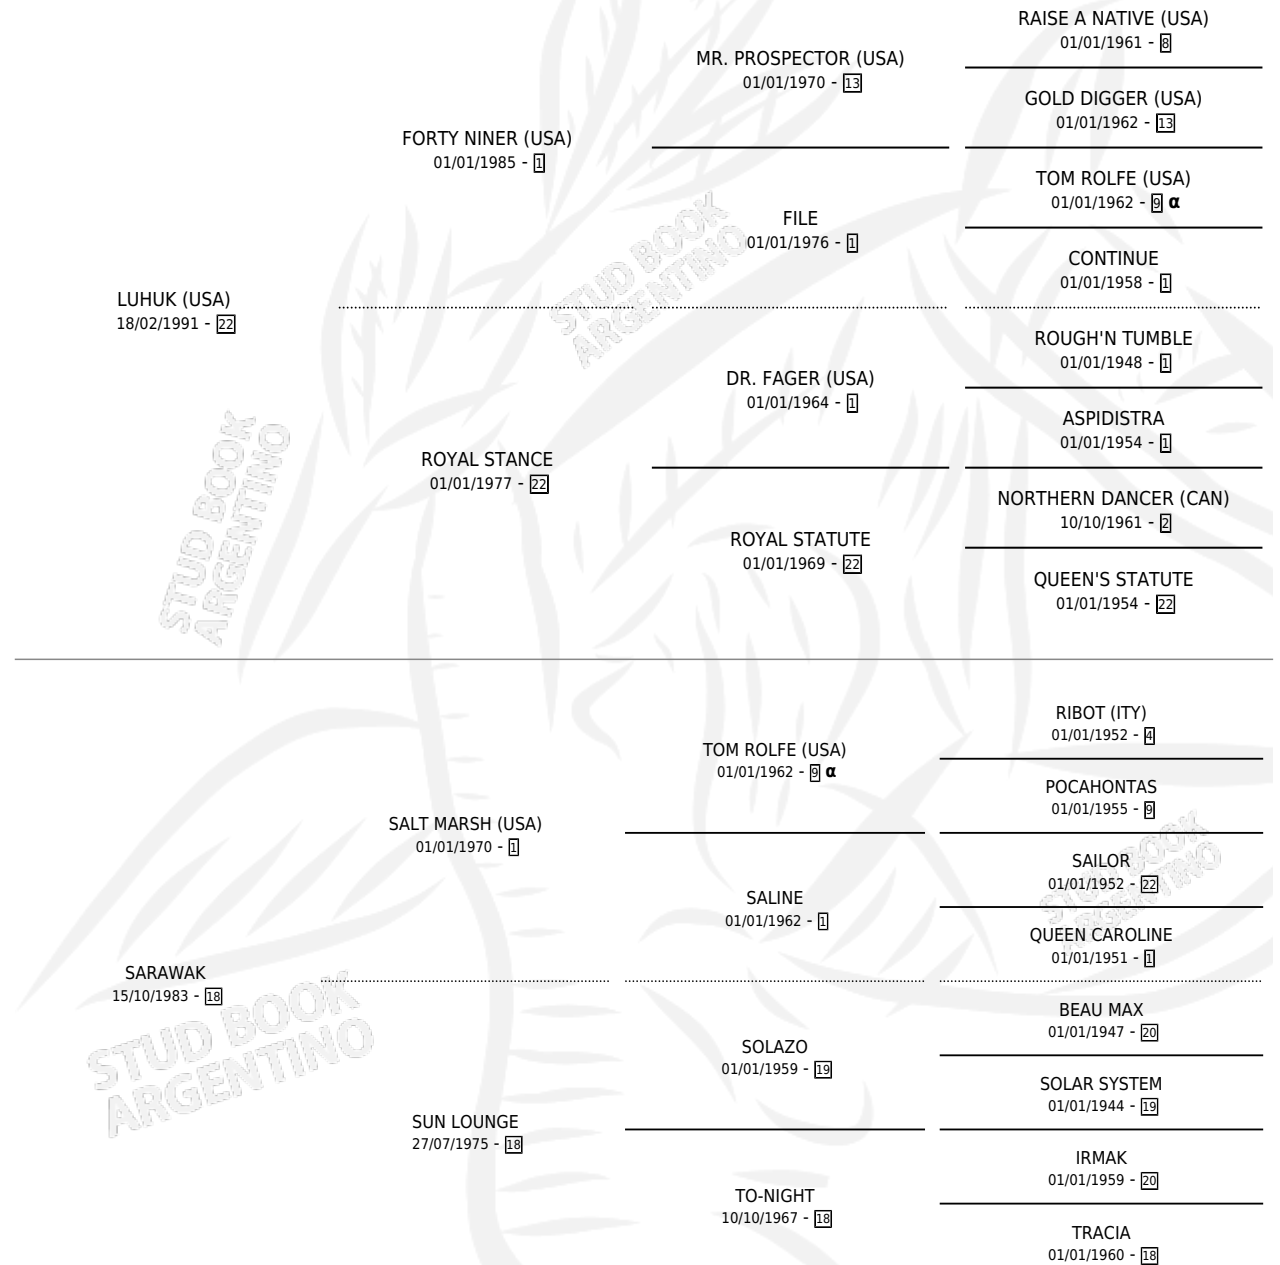 RAISE A NATIVE (USA)
01/01/1961 - 8
MR. PROSPECTOR (USA)
01/01/1970 - 13
GOLD DIGGER (USA)
01/01/1962 - 13
FORTY NINER (USA)
01/01/1985 - 1
TOM ROLFE (USA)
01/01/1962 - 9 α
FILE
01/01/1976 - 1
CONTINUE
01/01/1958 - 1
LUHUK (USA)
18/02/1991 - 22
ROUGH'N TUMBLE
01/01/1948 - 1
DR. FAGER (USA)
01/01/1964 - 1
ASPIDISTRA
01/01/1954 - 1
ROYAL STANCE
01/01/1977 - 22
NORTHERN DANCER (CAN)
10/10/1961 - 2
ROYAL STATUTE
01/01/1969 - 22
QUEEN'S STATUTE
01/01/1954 - 22
RIBOT (ITY)
01/01/1952 - 4
TOM ROLFE (USA)
01/01/1962 - 9 α
POCAHONTAS
01/01/1955 - 9
SALT MARSH (USA)
01/01/1970 - 1
SAILOR
01/01/1952 - 22
SALINE
01/01/1962 - 1
QUEEN CAROLINE
01/01/1951 - 1
SARAWAK
15/10/1983 - 18
BEAU MAX
01/01/1947 - 20
SOLAZO
01/01/1959 - 19
SOLAR SYSTEM
01/01/1944 - 19
SUN LOUNGE
27/07/1975 - 18
IRMAK
01/01/1959 - 20
TO-NIGHT
10/10/1967 - 18
TRACIA
01/01/1960 - 18
STUD BOOK
ARGENTINO
STUD BOOK
ARGENTINO
STUD BOOK
ARGENTINO
STUD BOOK
ARGENTINO